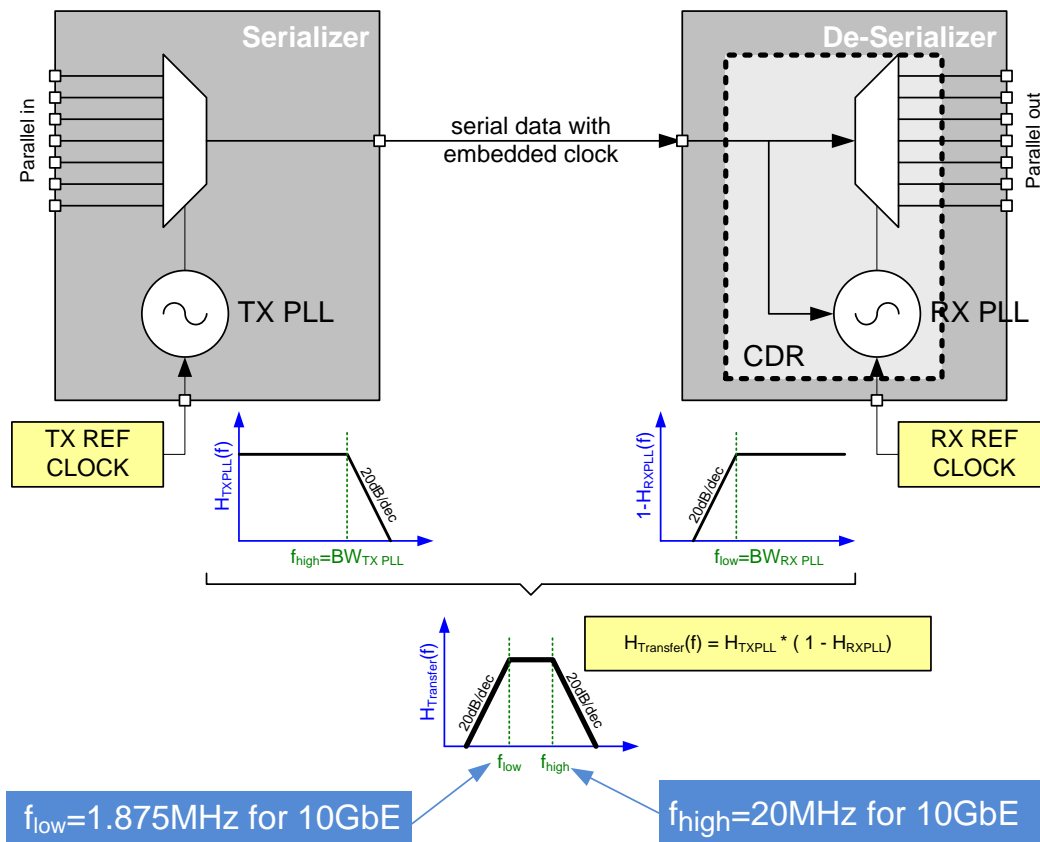 Serializer
De-Serializer
Parallel in
serial data with
embedded clock
Parallel out
TX PLL
RX PLL
CDR
TX REF
CLOCK
RX REF
CLOCK
H_TXPLL(f)
20dB/dec
f_high=BW_TX PLL
1-H_RXPLL(f)
20dB/dec
f_low=BW_RX PLL
H_Transfer(f)
20dB/dec
20dB/dec
f_low
f_high
H_Transfer(f) = H_TXPLL * ( 1 - H_RXPLL)
f_low=1.875MHz for 10GbE
f_high=20MHz for 10GbE